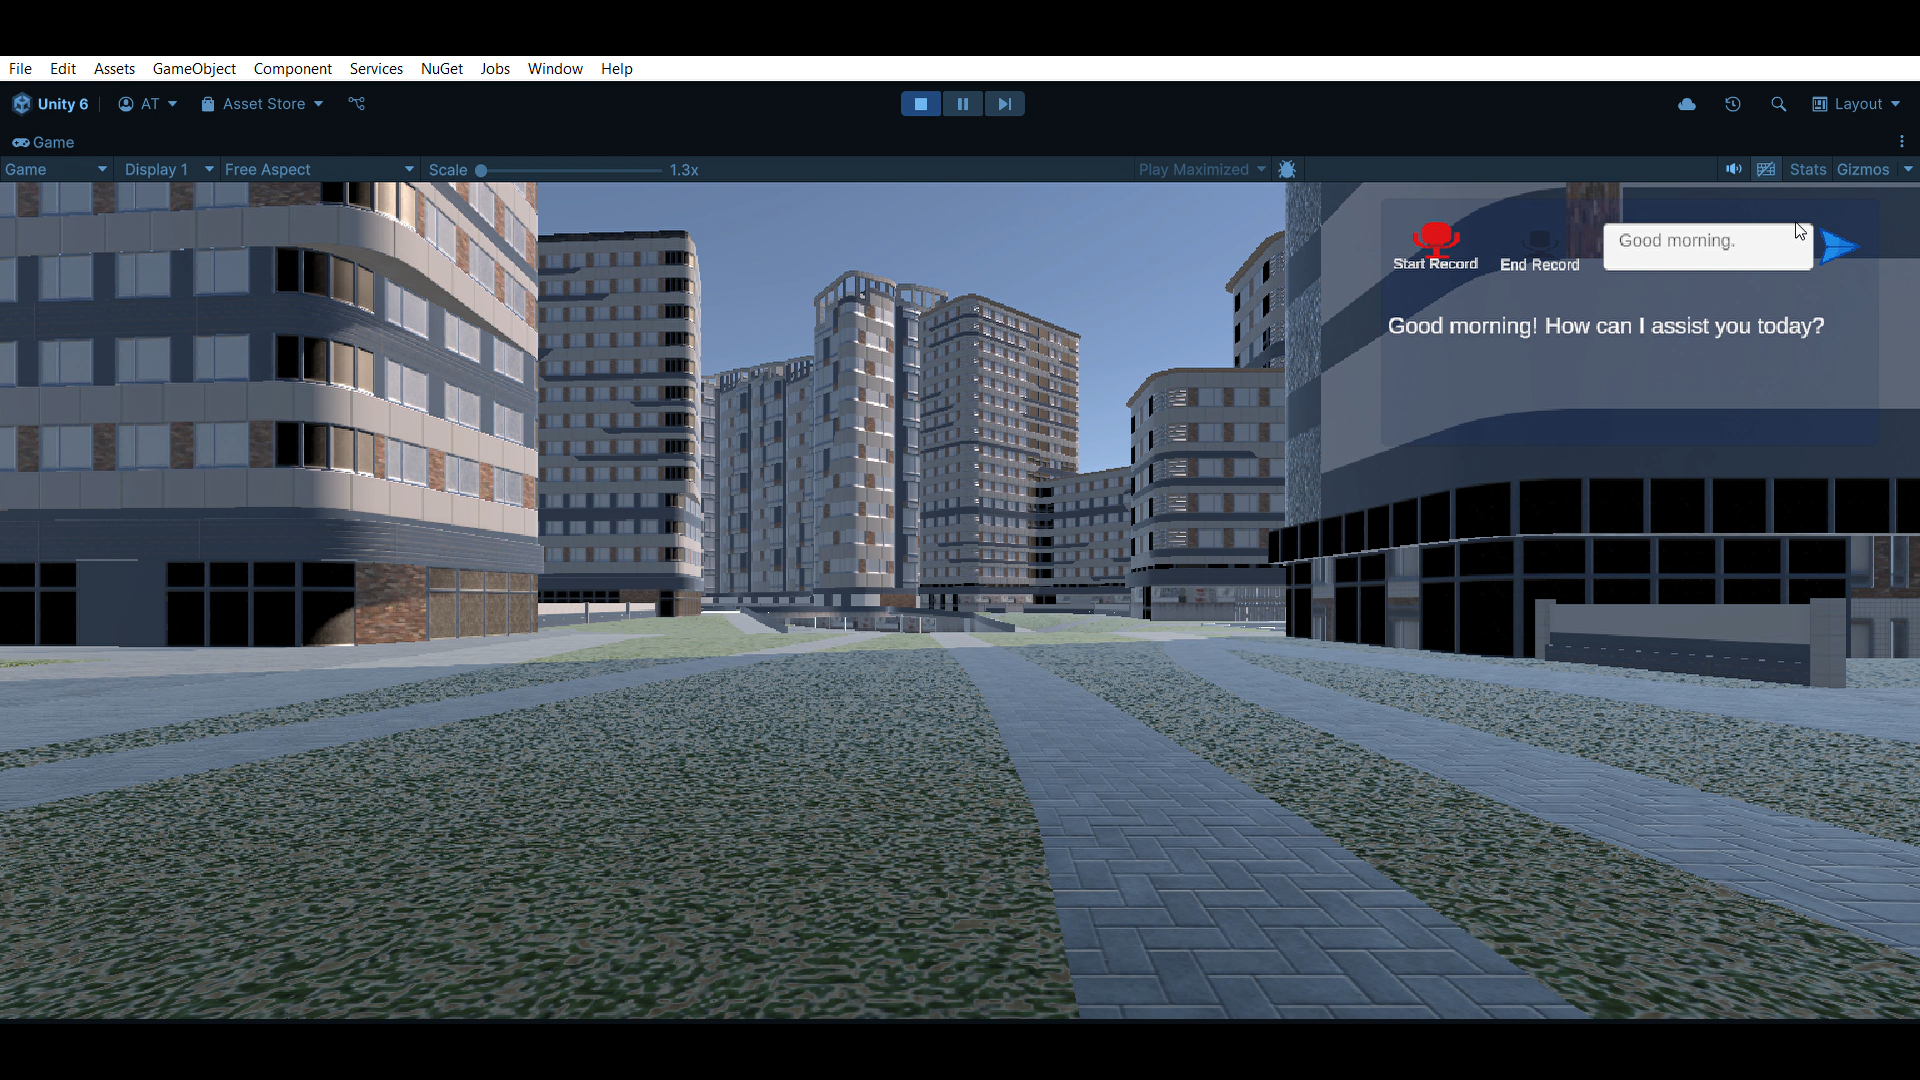 File Edit Assets GameObject Component Services NuGet Jobs Window Help
Unity 6 AT Asset Store Layout
Game
Game Display 1 Free Aspect Scale 1.3x Play Maximized Stats Gizmos
Good morning.
Start Record End Record
Good morning! How can I assist you today?